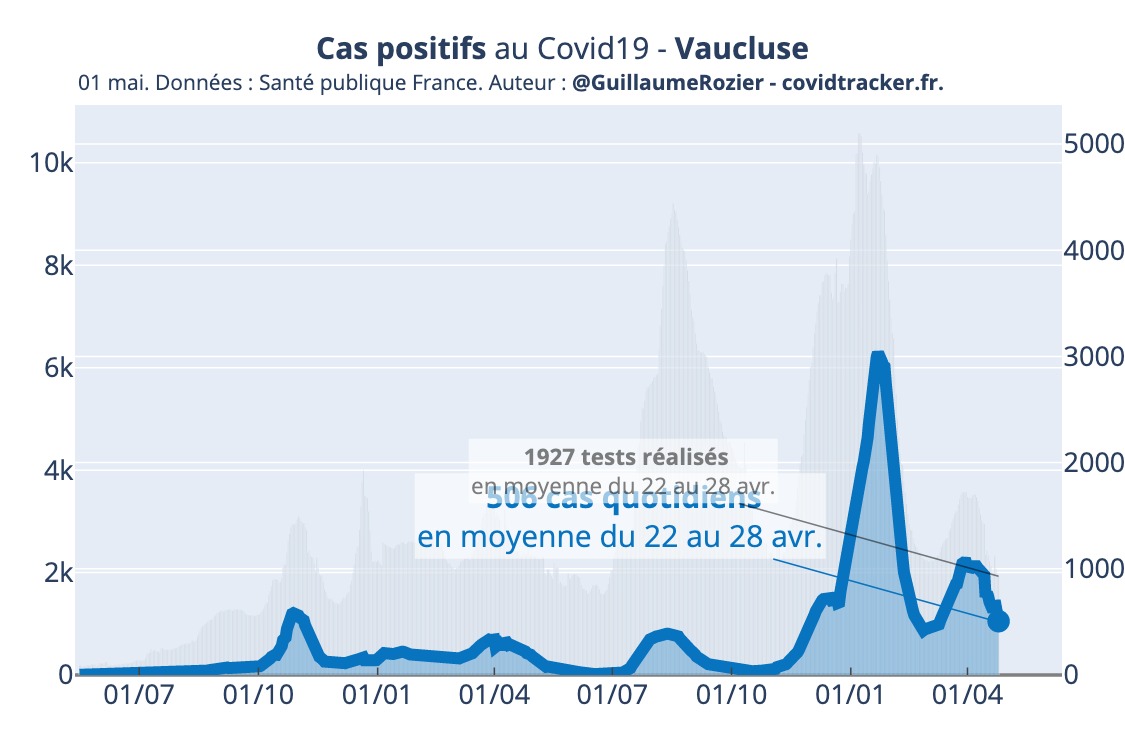 Cas positifs au Covid19 - Vaucluse
01 mai. Données : Santé publique France. Auteur : @GuillaumeRozier - covidtracker.fr.
10k
8k
6k
4k
2k
0
5000
4000
3000
2000
1000
0
1927 tests réalisés
en moyenne du 22 au 28 avr.
506 cas quotidiens
en moyenne du 22 au 28 avr.
01/07 01/10 01/01 01/04 01/07 01/10 01/01 01/04